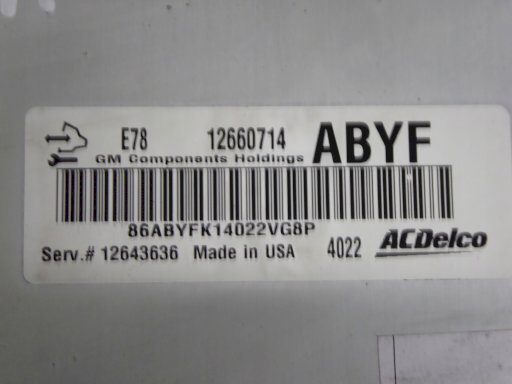 E78 12660714 ABYF
GM Components Holdings
86ABYFK14022VG8P
Serv.# 12643636 Made in USA 4022 ACDelco